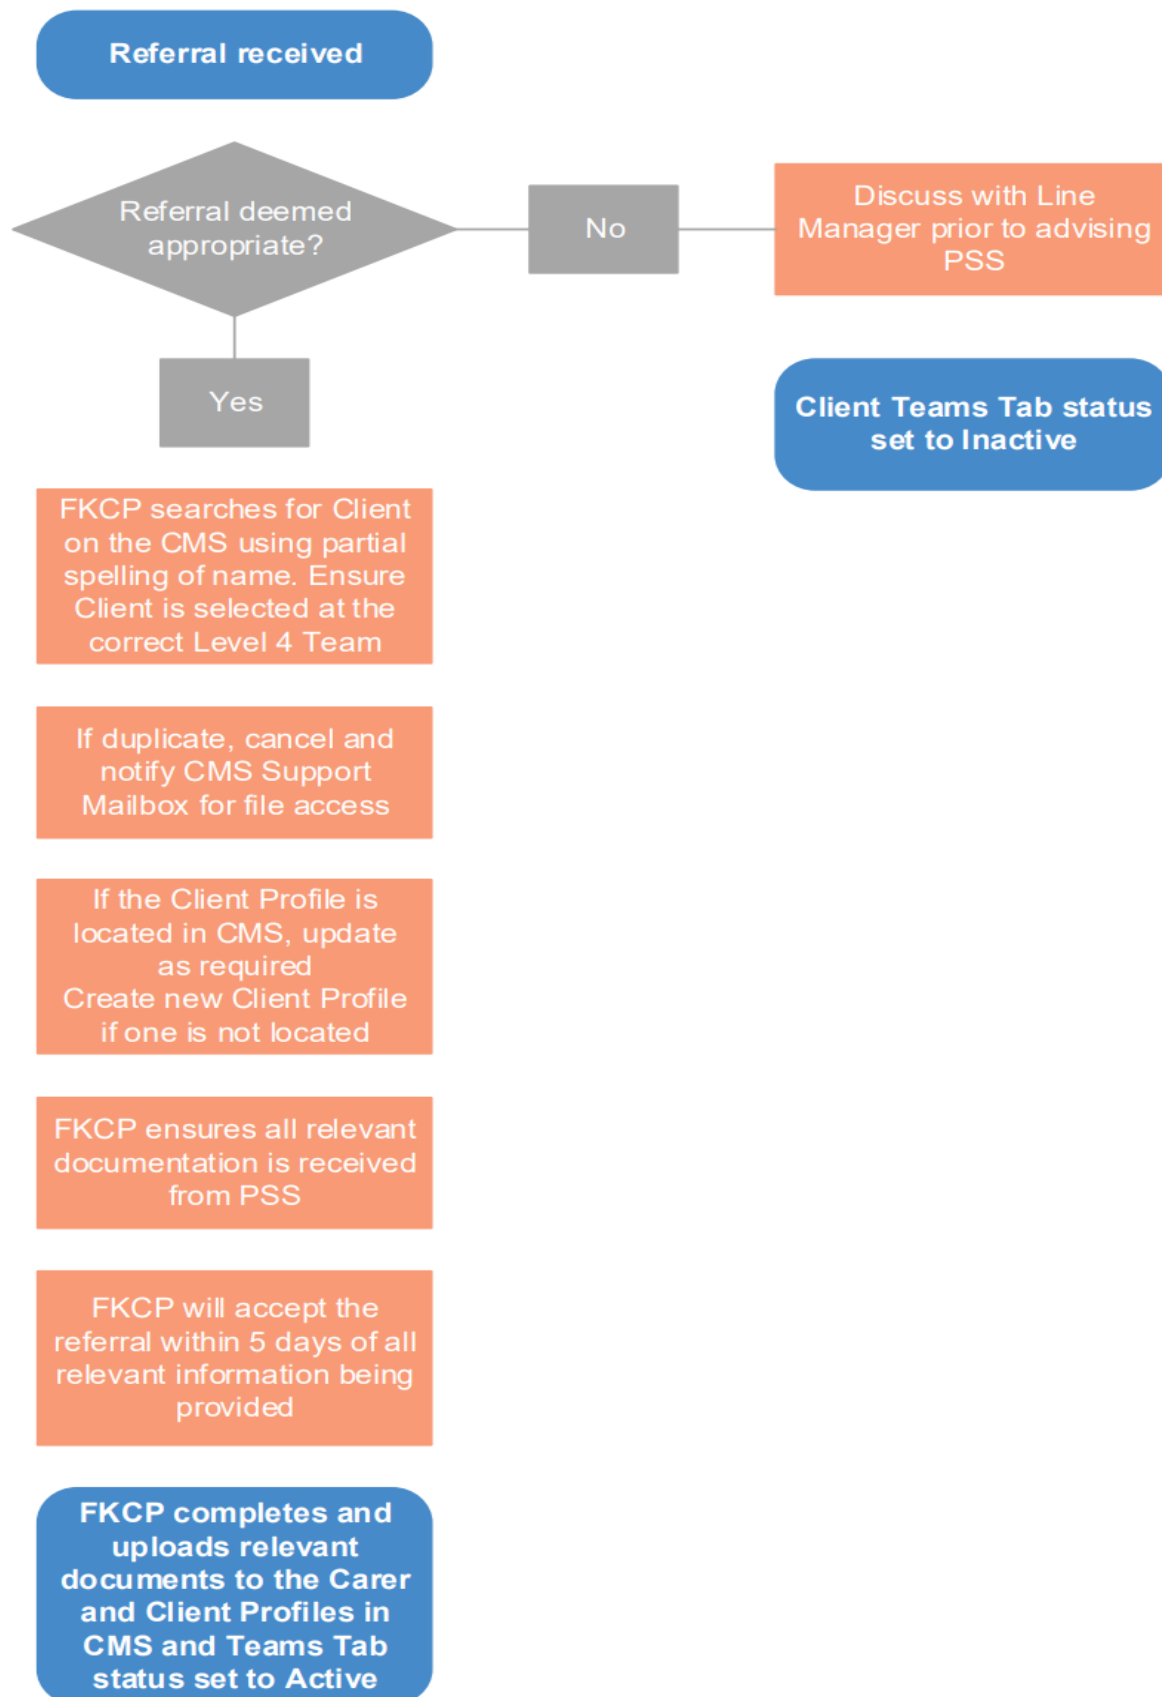 Referral received
Referral deemed
appropriate?
No
Discuss with Line
Manager prior to advising
PSS
Yes
Client Teams Tab status
set to Inactive
FKCP searches for Client
on the CMS using partial
spelling of name. Ensure
Client is selected at the
correct Level 4 Team
If duplicate, cancel and
notify CMS Support
Mailbox for file access
If the Client Profile is
located in CMS, update
as required
Create new Client Profile
if one is not located
FKCP ensures all relevant
documentation is received
from PSS
FKCP will accept the
referral within 5 days of all
relevant information being
provided
FKCP completes and
uploads relevant
documents to the Carer
and Client Profiles in
CMS and Teams Tab
status set to Active